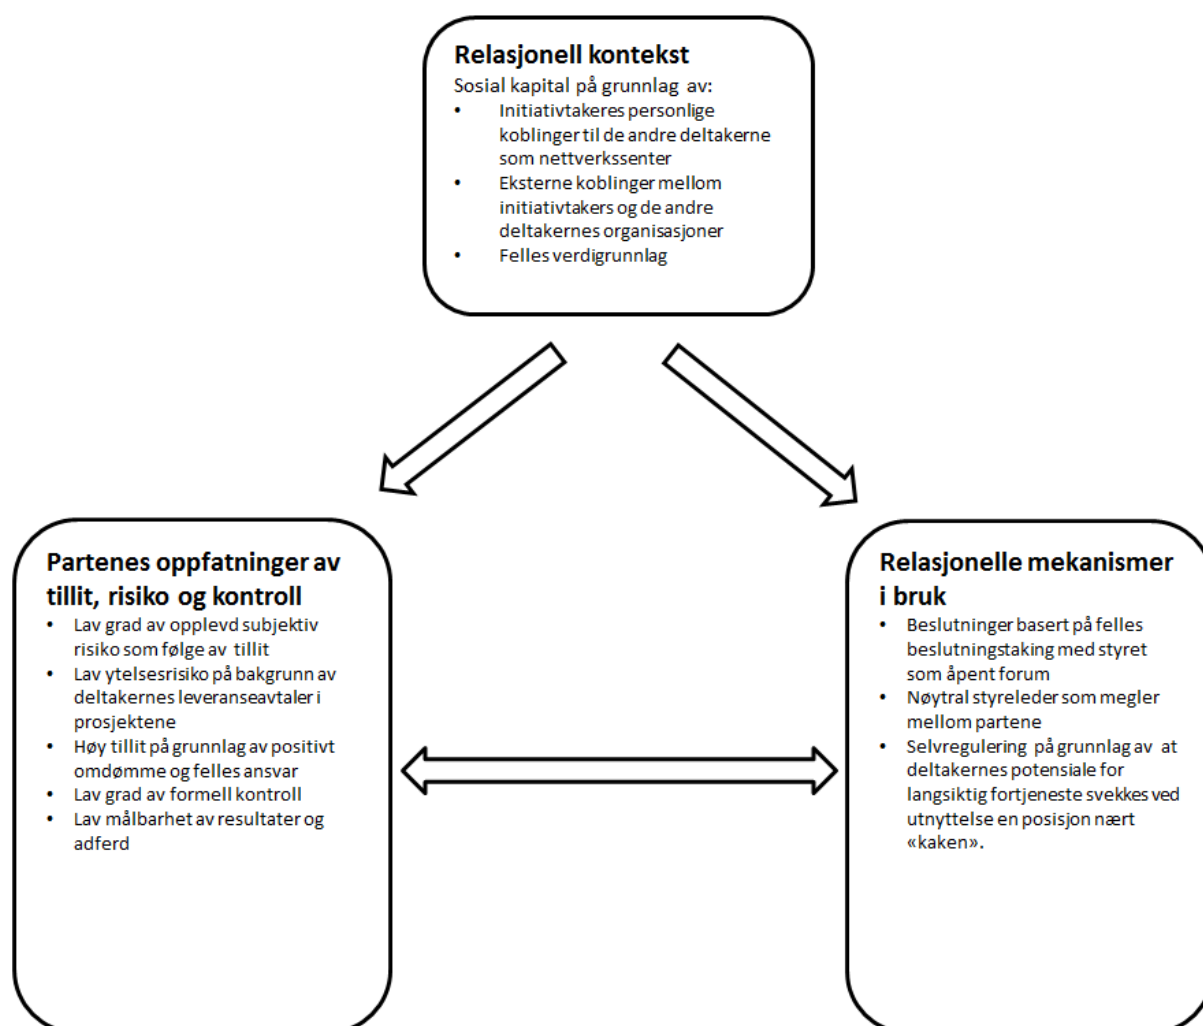 Relasjonell kontekst
Sosial kapital på grunnlag av:
• Initiativtakeres personlige
koblinger til de andre deltakerne
som nettverkssenter
• Eksterne koblinger mellom
initiativtakers og de andre
deltakernes organisasjoner
• Felles verdigrunnlag
Partenes oppfatninger av
tillit, risiko og kontroll
• Lav grad av opplevd subjektiv
risiko som følge av tillit
• Lav ytelsesrisiko på bakgrunn av
deltakernes leveranseavtaler i
prosjektene
• Høy tillit på grunnlag av positivt
omdømme og felles ansvar
• Lav grad av formell kontroll
• Lav målbarhet av resultater og
adferd
Relasjonelle mekanismer
i bruk
• Beslutninger basert på felles
beslutningstaking med styret
som åpent forum
• Nøytral styreleder som megler
mellom partene
• Selvregulering på grunnlag av at
deltakernes potensiale for
langsiktig fortjeneste svekkes ved
utnyttelse en posisjon nært
«kaken».